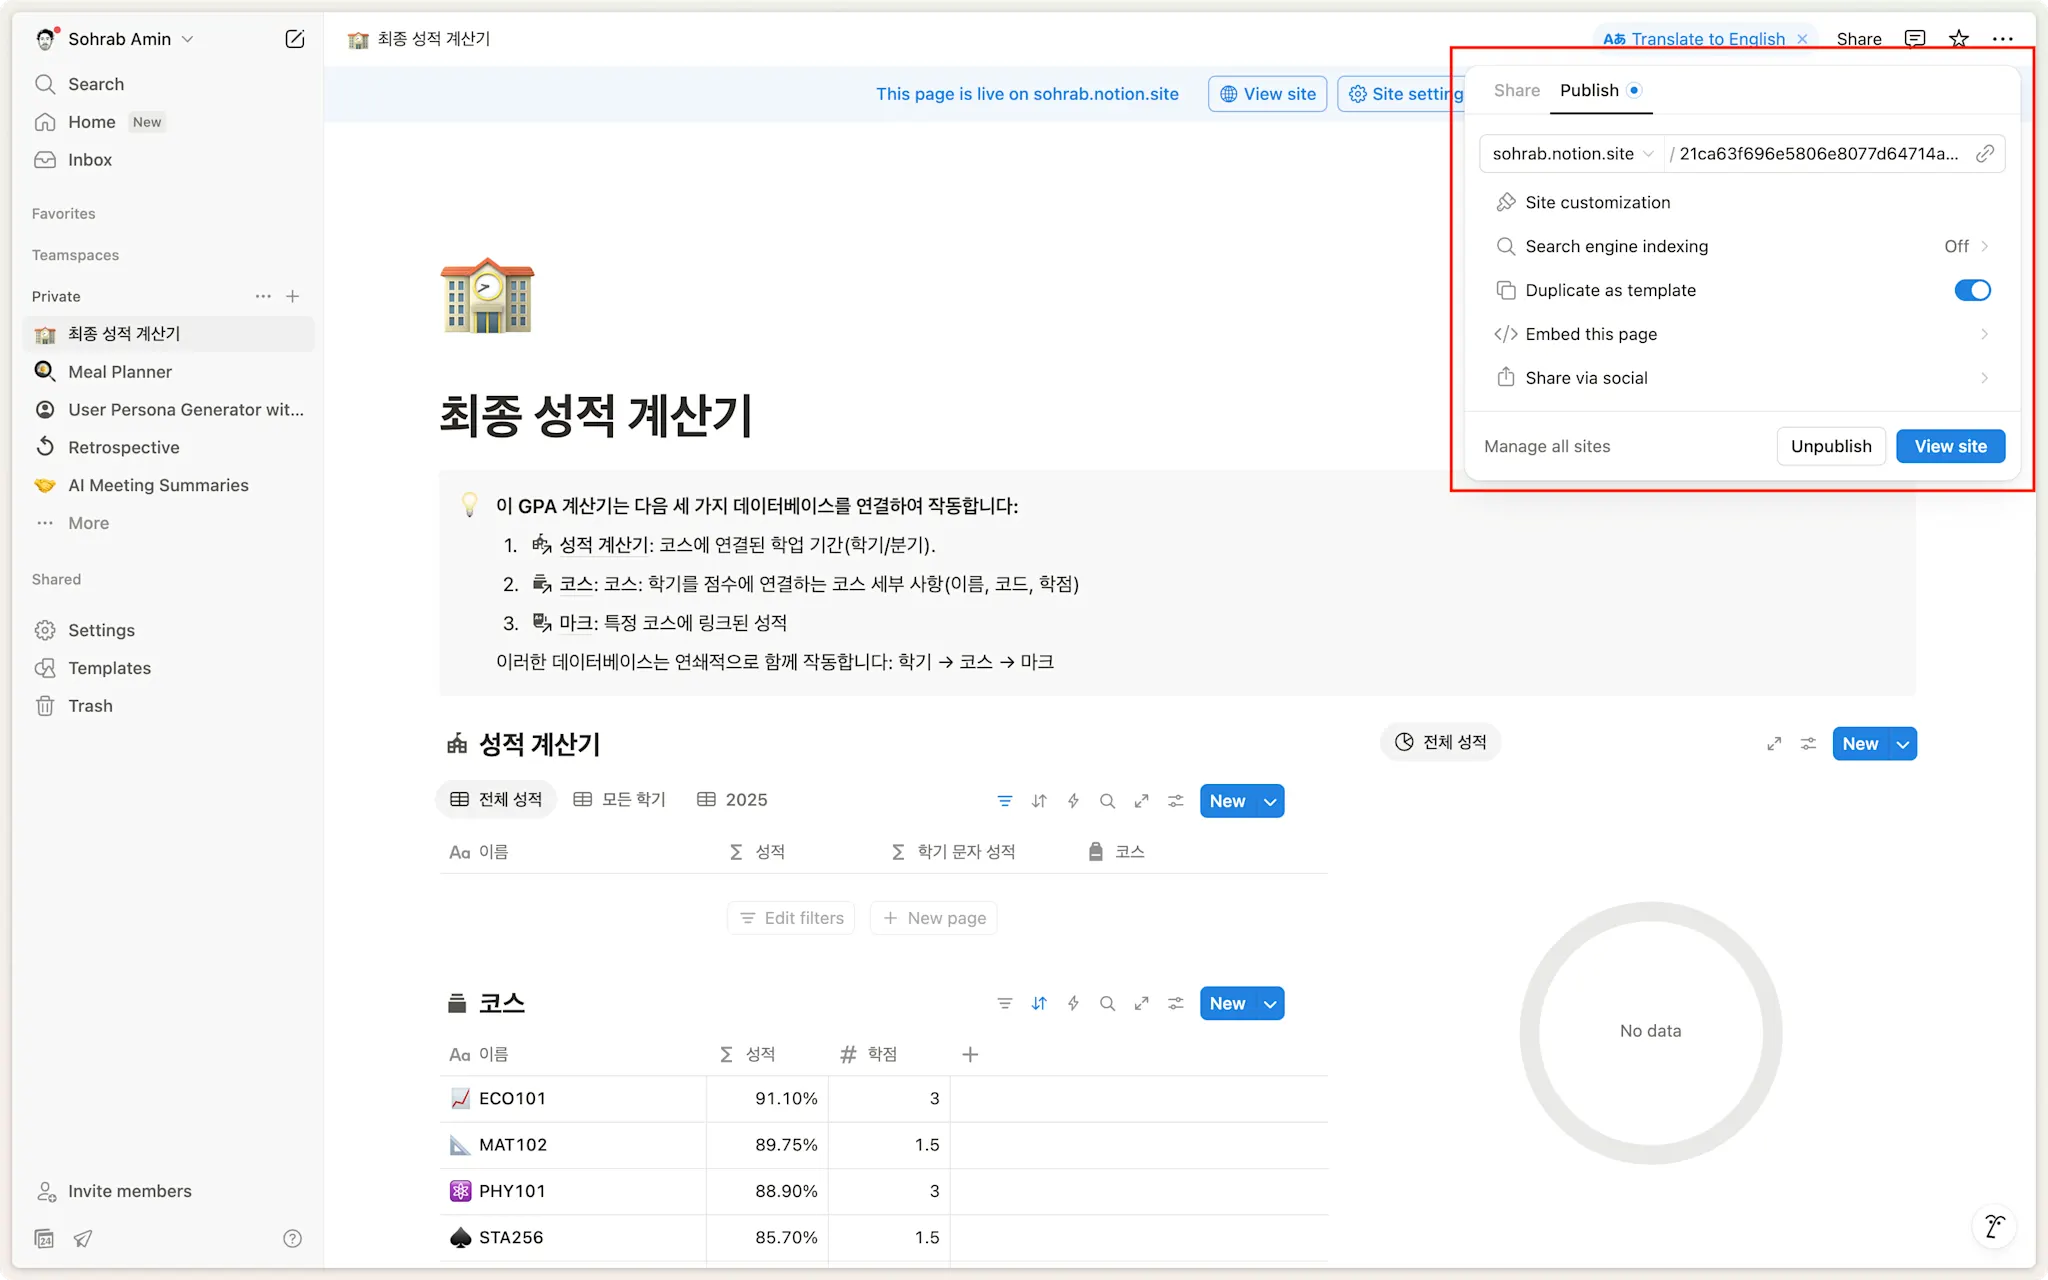 Sohrab Amin
Search
Home New
Inbox
Favorites
Teamspaces
Private
최종 성적 계산기
Meal Planner
User Persona Generator wit...
Retrospective
AI Meeting Summaries
More
Shared
Settings
Templates
Trash
Invite members
24
최종 성적 계산기
Aあ Translate to English
Share
This page is live on sohrab.notion.site
View site
Site setting
Share
Publish
sohrab.notion.site
/ 21ca63f696e5806e8077d64714a...
Site customization
Search engine indexing Off
Duplicate as template
Embed this page
Share via social
Manage all sites
Unpublish
View site
최종 성적 계산기
이 GPA 계산기는 다음 세 가지 데이터베이스를 연결하여 작동합니다:
1. 성적 계산기: 코스에 연결된 학업 기간(학기/분기).
2. 코스: 코스: 학기를 점수에 연결하는 코스 세부 사항(이름, 코드, 학점)
3. 마크: 특정 코스에 링크된 성적
이러한 데이터베이스는 연쇄적으로 함께 작동합니다: 학기 → 코스 → 마크
성적 계산기
전체 성적 모든 학기 2025
New
Aa 이름 Σ 성적 Σ 학기 문자 성적 코스
Edit filters
+ New page
코스
New
Aa 이름 Σ 성적 # 학점 +
ECO101 91.10% 3
MAT102 89.75% 1.5
PHY101 88.90% 3
STA256 85.70% 1.5
전체 성적
New
No data